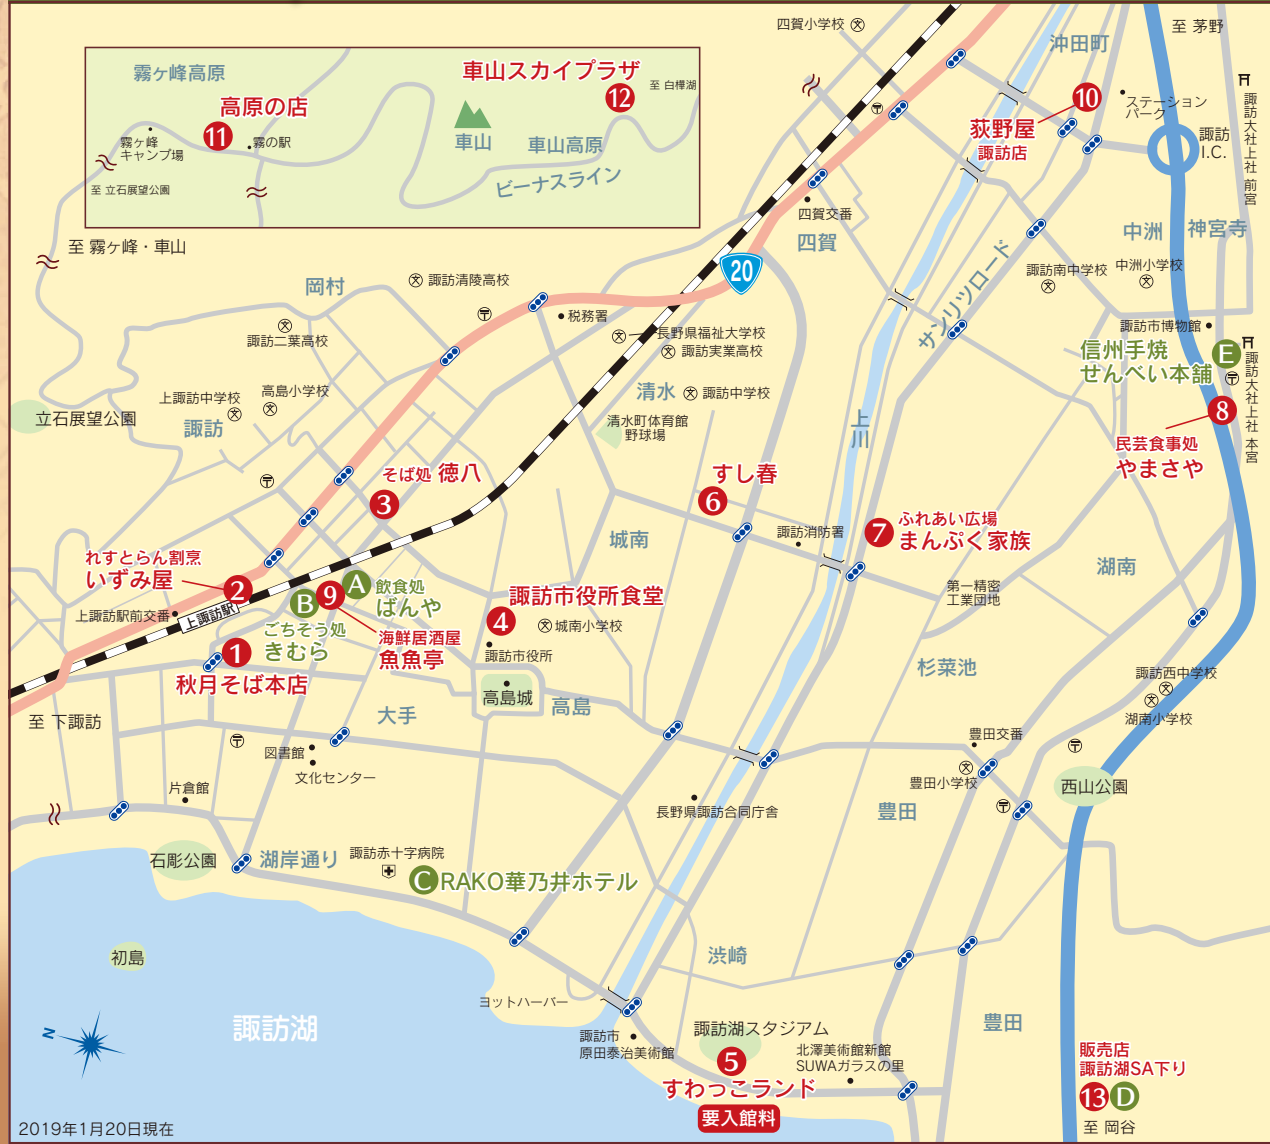 四賀小学校
沖田町
至 茅野
霧ヶ峰高原
車山スカイプラザ
12
至 白樺湖
高原の店
11
霧ヶ峰
キャンプ場
霧の駅
車山
車山高原
ビーナスライン
至 立石展望公園
10
荻野屋
諏訪店
ステーション
パーク
諏訪
I.C.
諏訪大社上社 前宮
至 霧ヶ峰・車山
四賀交番
四賀
中洲
神宮寺
20
岡村
諏訪清陵高校
諏訪南中学校
中洲小学校
サンリツロード
税務署
諏訪二葉高校
長野県福祉大学校
諏訪実業高校
諏訪市博物館
信州手焼
せんべい本舗
E
諏訪大社上社 本宮
上諏訪中学校
高島小学校
清水
諏訪中学校
立石展望公園
諏訪
清水町体育館
野球場
上川
8
民芸食事処
やまさや
そば処 徳八
3
すし春
6
7
ふれあい広場
まんぷく家族
諏訪消防署
城南
湖南
れすとらん割烹
いずみ屋
2
上諏訪駅前交番
上諏訪駅
B
9
A
飲食処
ばんや
第一精密
工業団地
諏訪市役所食堂
4
城南小学校
諏訪市役所
ごちそう処
きむら
海鮮居酒屋
魚魚亭
1
秋月そば本店
高島城
高島
杉菜池
諏訪西中学校
湖南小学校
至 下諏訪
大手
図書館
文化センター
豊田交番
豊田小学校
西山公園
片倉館
長野県諏訪合同庁舎
豊田
石彫公園
湖岸通り
諏訪赤十字病院
C
RAKO華乃井ホテル
初島
渋崎
ヨットハーバー
諏訪湖
N
諏訪市
原田泰治美術館
諏訪湖スタジアム
5
すわっこランド
要入館料
北澤美術館新館
SUWAガラスの里
豊田
販売店
諏訪湖SA下り
13
D
至 岡谷
2019年1月20日現在